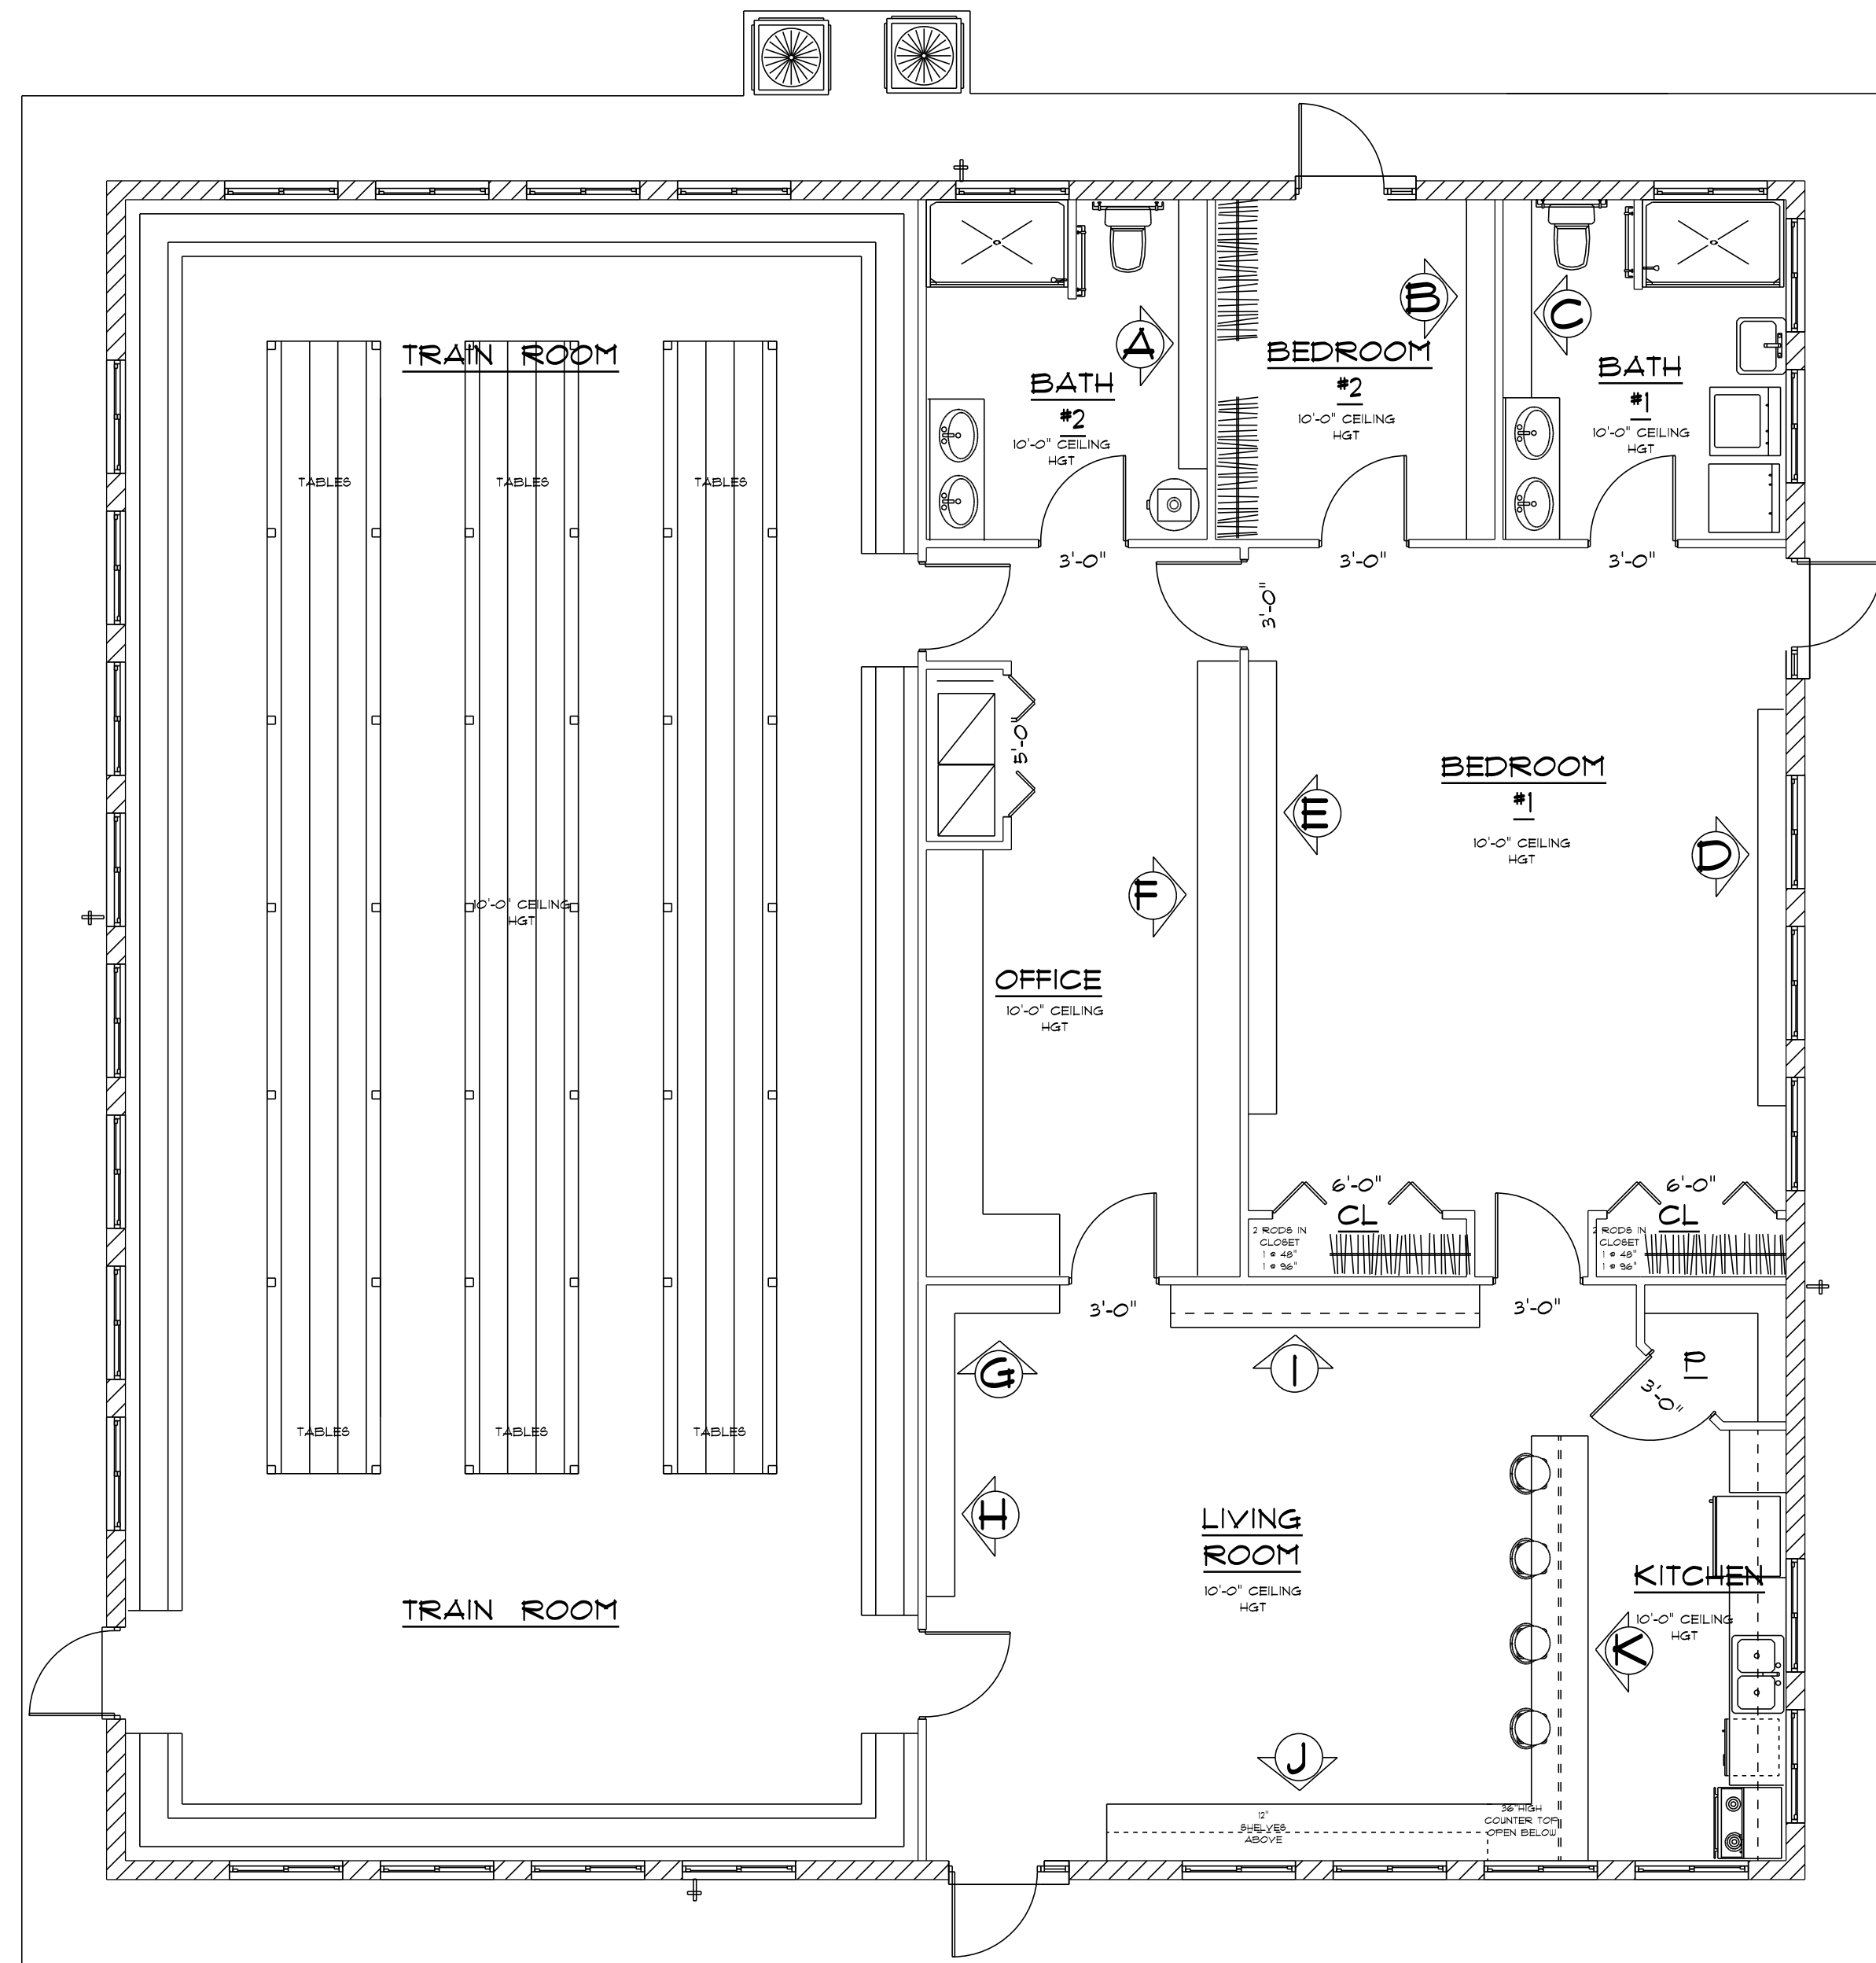 TRAIN ROOM
TABLES
TABLES
TABLES
10'-0" CEILING
HGT
TABLES
TABLES
TABLES
TRAIN ROOM
A
BATH
#2
10'-0" CEILING
HGT
3'-0"
B
BEDROOM
#2
10'-0" CEILING
HGT
3'-0"
C
BATH
#1
10'-0" CEILING
HGT
3'-0"
3'-0"
5'-0"
F
OFFICE
10'-0" CEILING
HGT
E
BEDROOM
#1
10'-0" CEILING
HGT
D
6'-0"
CL
2 RODS IN
CLOSET
1 @ 48"
1 @ 96"
6'-0"
CL
2 RODS IN
CLOSET
1 @ 48"
1 @ 96"
3'-0"
3'-0"
G
I
P
3'-0"
H
LIVING
ROOM
10'-0" CEILING
HGT
KITCHEN
10'-0" CEILING
HGT
K
J
12"
SHELVES
ABOVE
36"HIGH
COUNTER TOP
OPEN BELOW